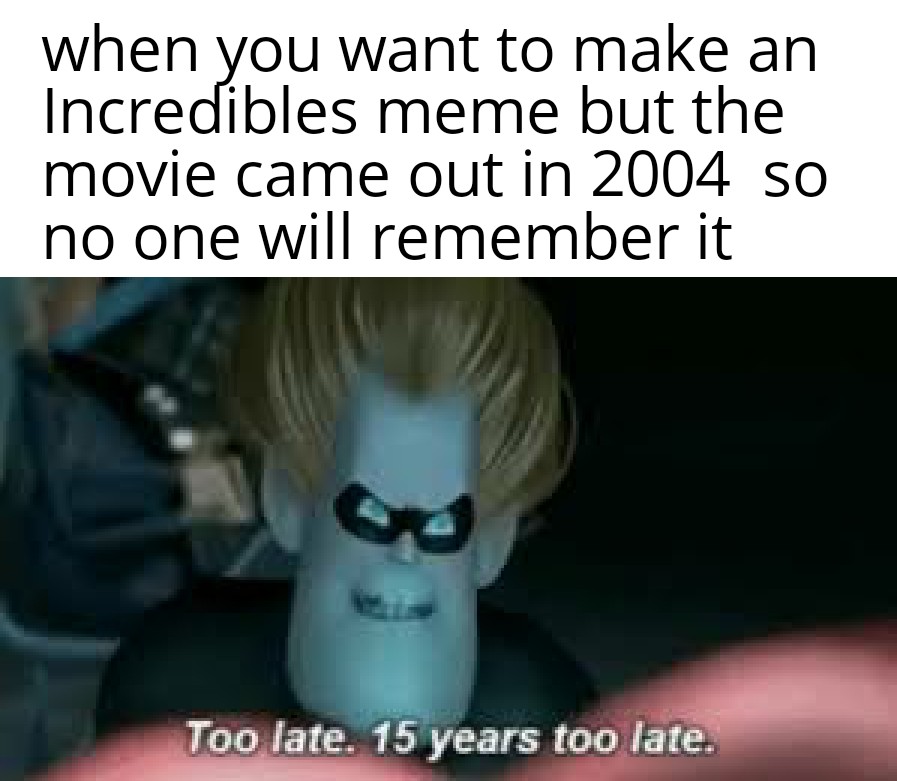 when you want to make an
Incredibles meme but the
movie came out in 2004  so
no one will remember it
Too late. 15 years too late.